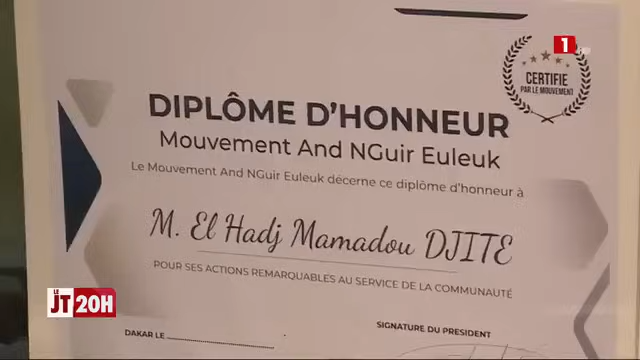 1
CERTIFIE
PAR LE MOUVEMENT
DIPLÔME D'HONNEUR
Mouvement And NGuir Euleuk
Le Mouvement And NGuir Euleuk décerne ce diplôme d'honneur à
M. El Hadj Mamadou DJITE
POUR SES ACTIONS REMARQUABLES AU SERVICE DE LA COMMUNAUTÉ
LE
JT 20H
SIGNATURE DU PRESIDENT
DAKAR LE